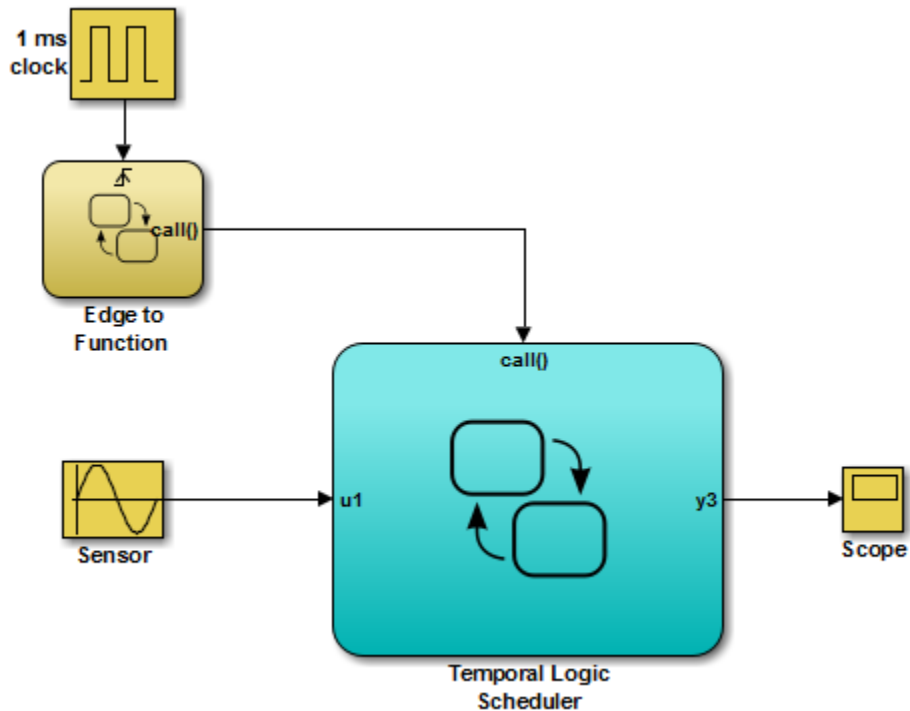 1 ms
clock
call()
Edge to
Function
call()
u1
y3
Sensor
Scope
Temporal Logic
Scheduler